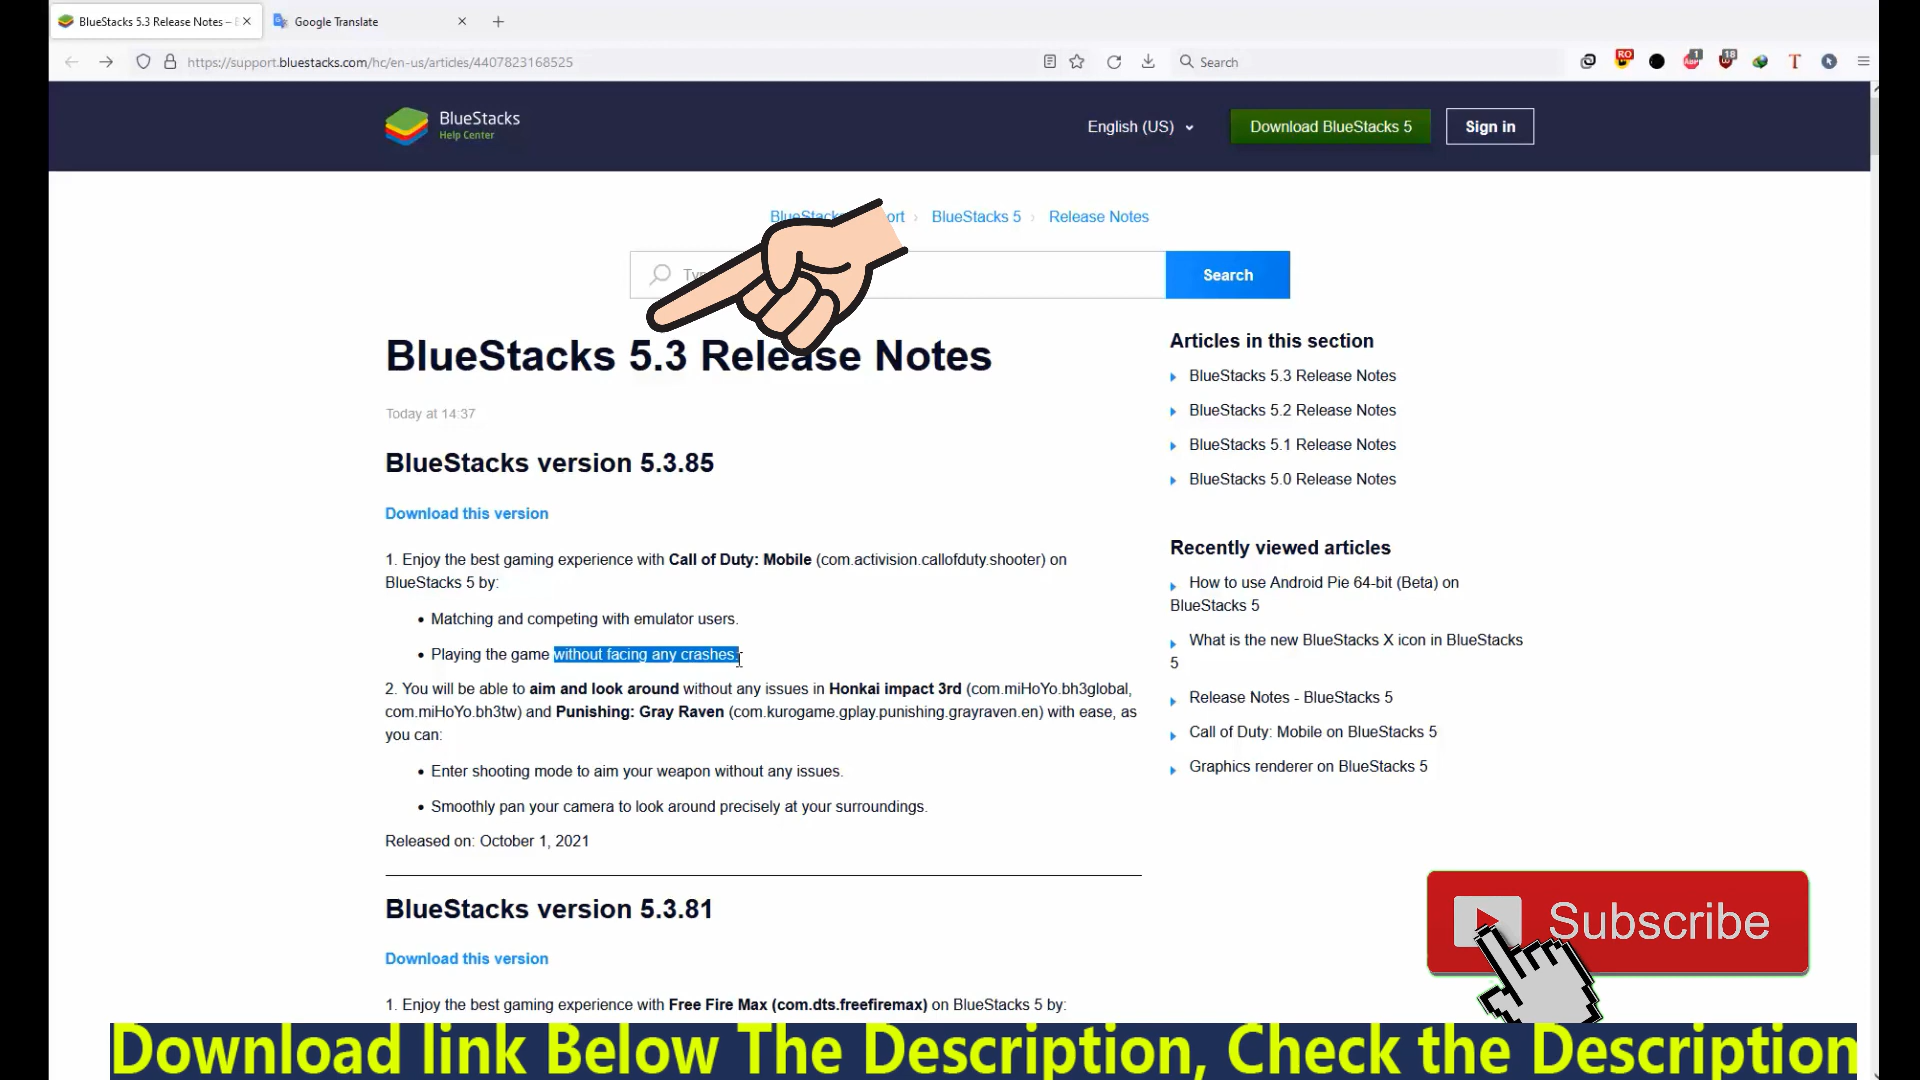 BlueStacks 5.3 Release Notes –
Google Translate
https://support.bluestacks.com/hc/en-us/articles/4407823168525
Search
RO
1
18
BlueStacks
Help Center
English (US)
Download BlueStacks 5
Sign in
BlueStacks ort › BlueStacks 5 › Release Notes
Search
BlueStacks 5.3 Release Notes
Today at 14:37
BlueStacks version 5.3.85
Download this version
1. Enjoy the best gaming experience with Call of Duty: Mobile (com.activision.callofduty.shooter) on
BlueStacks 5 by:
• Matching and competing with emulator users.
• Playing the game without facing any crashes.
2. You will be able to aim and look around without any issues in Honkai impact 3rd (com.miHoYo.bh3global,
com.miHoYo.bh3tw) and Punishing: Gray Raven (com.kurogame.gplay.punishing.grayraven.en) with ease, as
you can:
• Enter shooting mode to aim your weapon without any issues.
• Smoothly pan your camera to look around precisely at your surroundings.
Released on: October 1, 2021
BlueStacks version 5.3.81
Download this version
1. Enjoy the best gaming experience with Free Fire Max (com.dts.freefiremax) on BlueStacks 5 by:
Articles in this section
BlueStacks 5.3 Release Notes
BlueStacks 5.2 Release Notes
BlueStacks 5.1 Release Notes
BlueStacks 5.0 Release Notes
Recently viewed articles
How to use Android Pie 64-bit (Beta) on
BlueStacks 5
What is the new BlueStacks X icon in BlueStacks
5
Release Notes - BlueStacks 5
Call of Duty: Mobile on BlueStacks 5
Graphics renderer on BlueStacks 5
Subscribe
Download link Below The Description, Check the Description